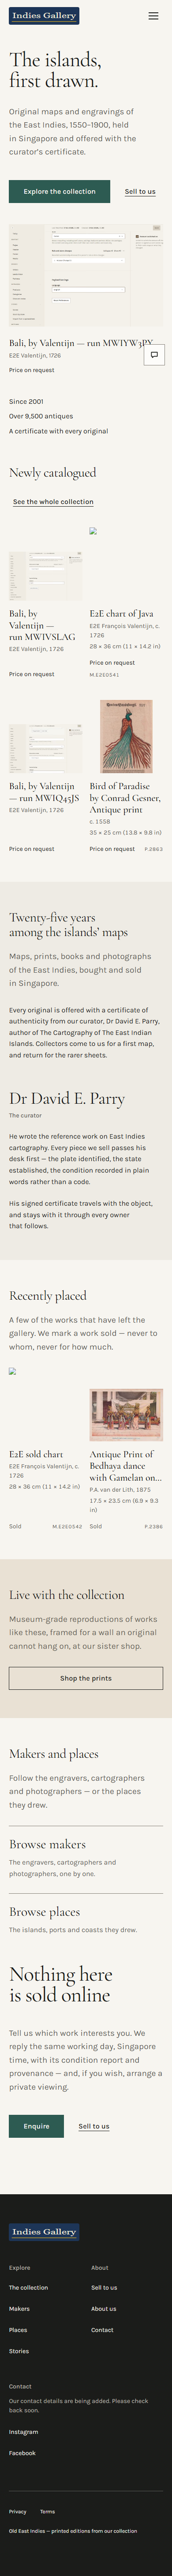 Indies Gallery
The islands,
first drawn.
Original maps and engravings of
the East Indies, 1550–1900, held
in Singapore and offered with the
curator's certificate.
Explore the collection
Sell to us
Bali, by Valentijn — run MWIYW3PY
E2E Valentijn, 1726
Price on request
Since 2001
Over 9,500 antiques
A certificate with every original
Newly catalogued
See the whole collection
Bali, by
Valentijn —
run MWIVSLAG
E2E Valentijn, 1726
Price on request
E2E chart of Java
E2E François Valentijn, c.
1726
28 × 36 cm (11 × 14.2 in)
Price on request
M.E2E0541
Bali, by Valentijn
— run MWIQ45JS
E2E Valentijn, 1726
Price on request
Bird of Paradise
by Conrad Gesner,
Antique print
c. 1558
35 × 25 cm (13.8 × 9.8 in)
Price on request
P.2863
Twenty-five years
among the islands' maps
Maps, prints, books and photographs
of the East Indies, bought and sold
in Singapore.
Every original is offered with a certificate of
authenticity from our curator, Dr David E. Parry,
author of The Cartography of The East Indian
Islands. Collectors come to us for a first map,
and return for the rarer sheets.
Dr David E. Parry
The curator
He wrote the reference work on East Indies
cartography. Every piece we sell passes his
desk first — the plate identified, the state
established, the condition recorded in plain
words rather than a code.
His signed certificate travels with the object,
and stays with it through every owner
that follows.
Recently placed
A few of the works that have left the
gallery. We mark a work sold — never to
whom, never for how much.
E2E sold chart
E2E François Valentijn, c.
1726
28 × 36 cm (11 × 14.2 in)
Sold
M.E2E0542
Antique Print of
Bedhaya dance
with Gamelan on…
P.A. van der Lith, 1875
17.5 × 23.5 cm (6.9 × 9.3
in)
Sold
P.2386
Live with the collection
Museum-grade reproductions of works
like these, framed for a wall an original
cannot hang on, at our sister shop.
Shop the prints
Makers and places
Follow the engravers, cartographers
and photographers — or the places
they drew.
Browse makers
The engravers, cartographers and
photographers, one by one.
Browse places
The islands, ports and coasts they drew.
Nothing here
is sold online
Tell us which work interests you. We
reply the same working day, Singapore
time, with its condition report and
provenance — and, if you wish, arrange a
private viewing.
Enquire
Sell to us
Indies Gallery
Explore
About
The collection
Sell to us
Makers
About us
Places
Contact
Stories
Contact
Our contact details are being added. Please check
back soon.
Instagram
Facebook
Privacy
Terms
Old East Indies — printed editions from our collection